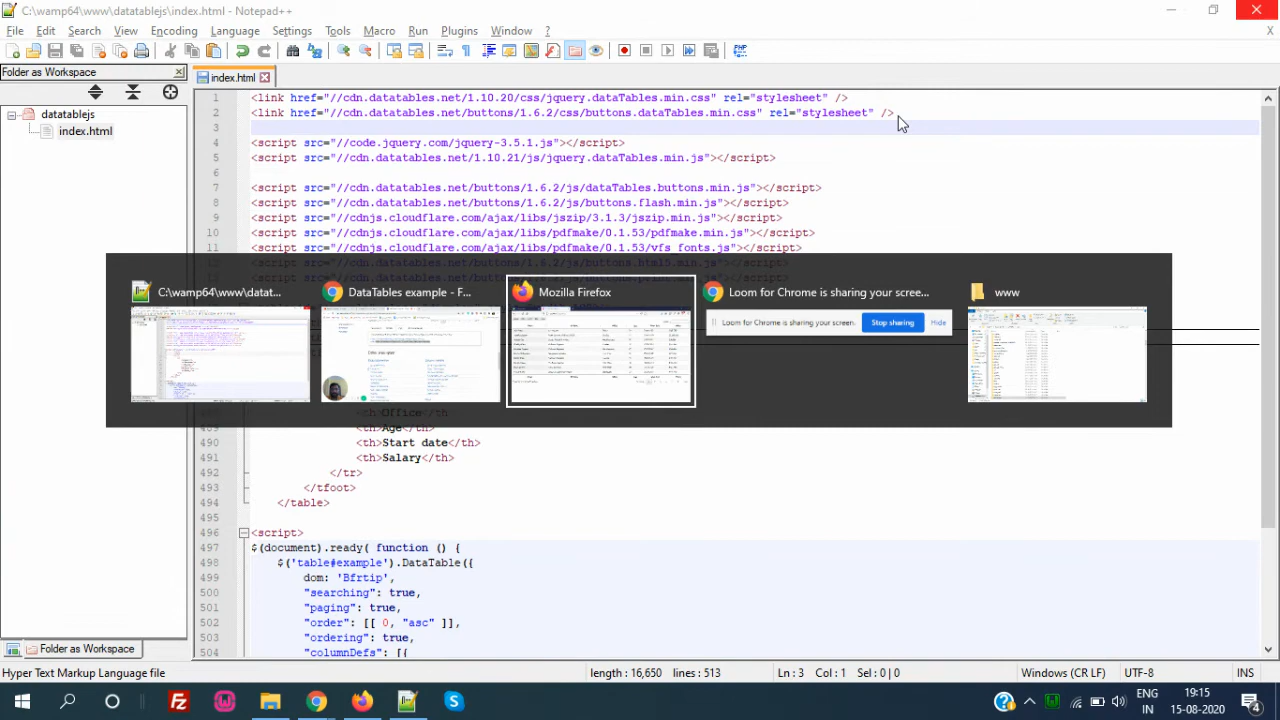 C:\wamp64\www\datatablejs\index.html - Notepad++
File Edit Search View Encoding Language Settings Tools Macro Run Plugins Window ?
X
Folder as Workspace
index.html
datatablejs
index.html
1 <link href="//cdn.datatables.net/1.10.20/css/jquery.dataTables.min.css" rel="stylesheet" />
2 <link href="//cdn.datatables.net/buttons/1.6.2/css/buttons.dataTables.min.css" rel="stylesheet" />
3
4 <script src="//code.jquery.com/jquery-3.5.1.js"></script>
5 <script src="//cdn.datatables.net/1.10.21/js/jquery.dataTables.min.js"></script>
6
7 <script src="//cdn.datatables.net/buttons/1.6.2/js/dataTables.buttons.min.js"></script>
8 <script src="//cdn.datatables.net/buttons/1.6.2/js/buttons.flash.min.js"></script>
9 <script src="//cdnjs.cloudflare.com/ajax/libs/jszip/3.1.3/jszip.min.js"></script>
10 <script src="//cdnjs.cloudflare.com/ajax/libs/pdfmake/0.1.53/pdfmake.min.js"></script>
11 <script src="//cdnjs.cloudflare.com/ajax/libs/pdfmake/0.1.53/vfs_fonts.js"></script>
C:\wamp64\www\datat...
DataTables example - F...
Mozilla Firefox
Loom for Chrome is sharing your scree...
www
Loom for Chrome is sharing your screen.
Stop sharing
Hide
<th>Office</th>
489 <th>Age</th>
490 <th>Start date</th>
491 <th>Salary</th>
492 </tr>
493 </tfoot>
494 </table>
495
496 <script>
497 $(document).ready( function () {
498 $('table#example').DataTable({
499 dom: 'Bfrtip',
500 "searching": true,
501 "paging": true,
502 "order": [[ 0, "asc" ]],
503 "ordering": true,
504 "columnDefs": [{
Folder as Workspace
Hyper Text Markup Language file
length : 16,650 lines : 513
Ln : 3 Col : 1 Sel : 0 | 0
Windows (CR LF)
UTF-8
INS
ENG
IN
19:15
15-08-2020
4